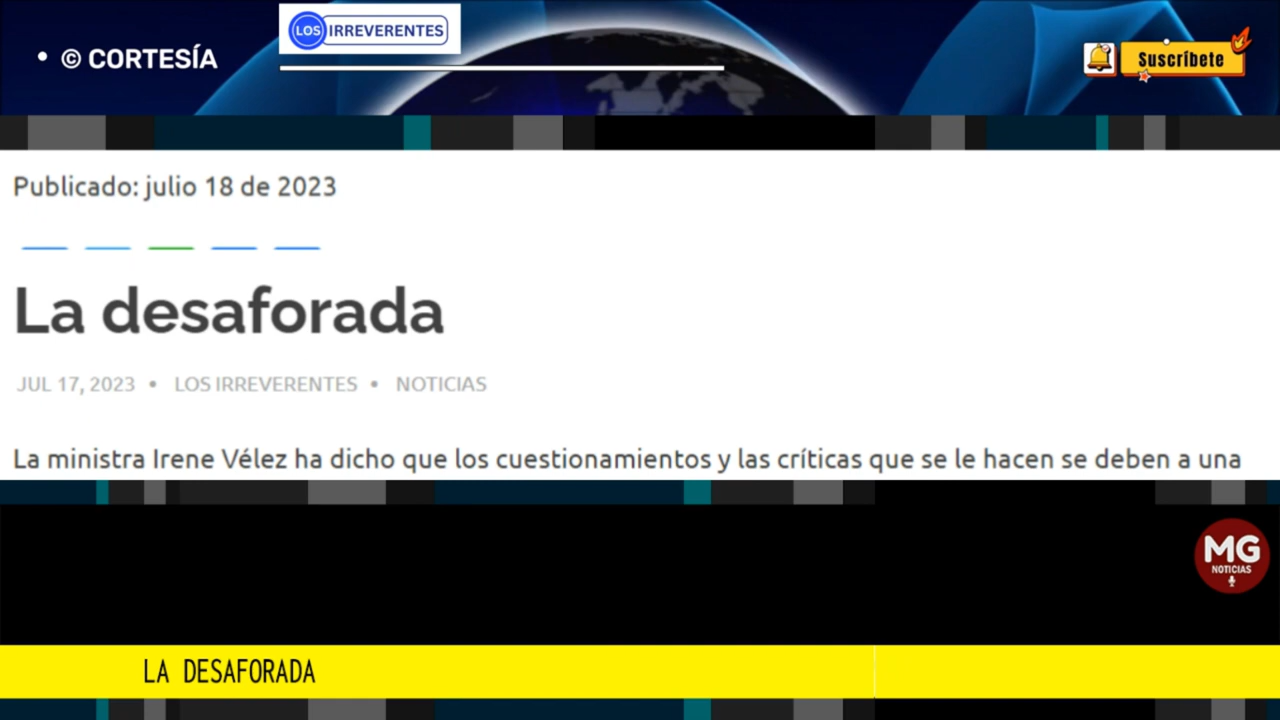 • © CORTESÍA
LOS IRREVERENTES
Suscríbete
Publicado: julio 18 de 2023
La desaforada
JUL 17, 2023 • LOS IRREVERENTES • NOTICIAS
La ministra Irene Vélez ha dicho que los cuestionamientos y las críticas que se le hacen se deben a una
MG
NOTICIAS
LA DESAFORADA